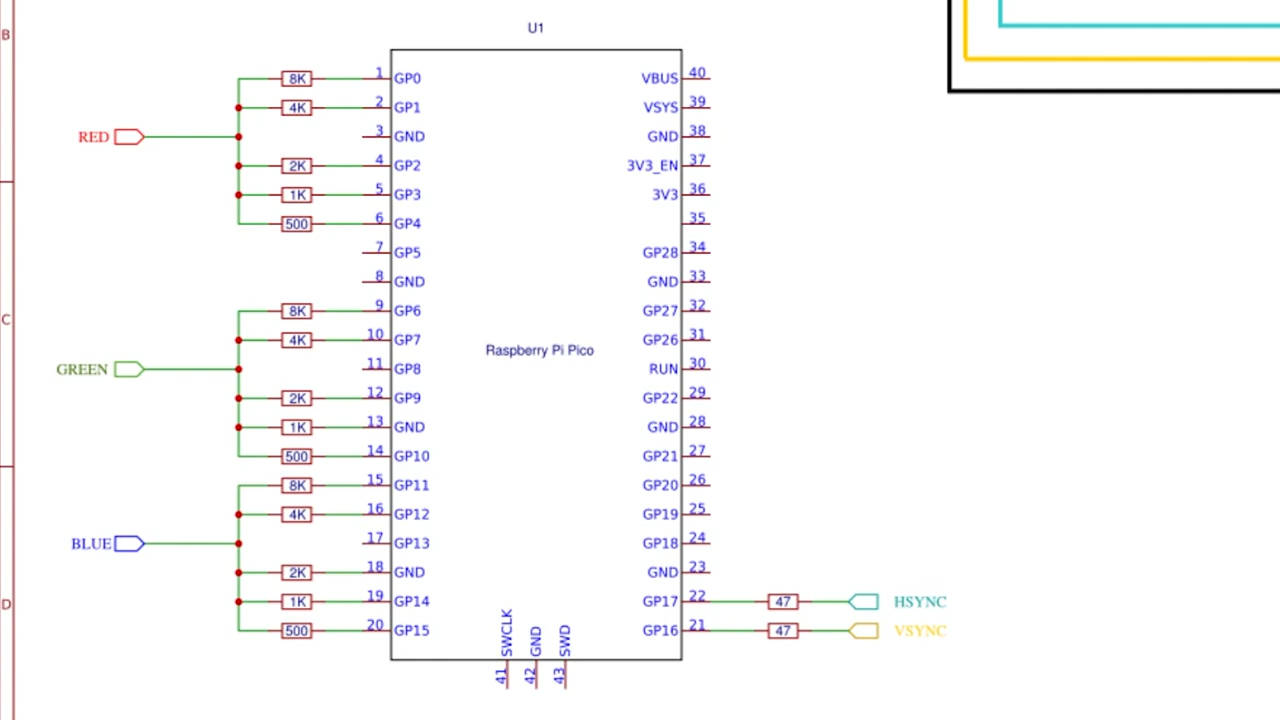 B
C
D
U1
RED
GREEN
BLUE
8K 1 GP0
4K 2 GP1
3 GND
2K 4 GP2
1K 5 GP3
500 6 GP4
7 GP5
8 GND
8K 9 GP6
4K 10 GP7
11 GP8
2K 12 GP9
1K 13 GND
500 14 GP10
8K 15 GP11
4K 16 GP12
17 GP13
2K 18 GND
1K 19 GP14
500 20 GP15
Raspberry Pi Pico
VBUS 40
VSYS 39
GND 38
3V3_EN 37
3V3 36
35
GP28 34
GND 33
GP27 32
GP26 31
RUN 30
GP22 29
GND 28
GP21 27
GP20 26
GP19 25
GP18 24
GND 23
GP17 22 47 HSYNC
GP16 21 47 VSYNC
SWCLK 41
GND 42
SWD 43